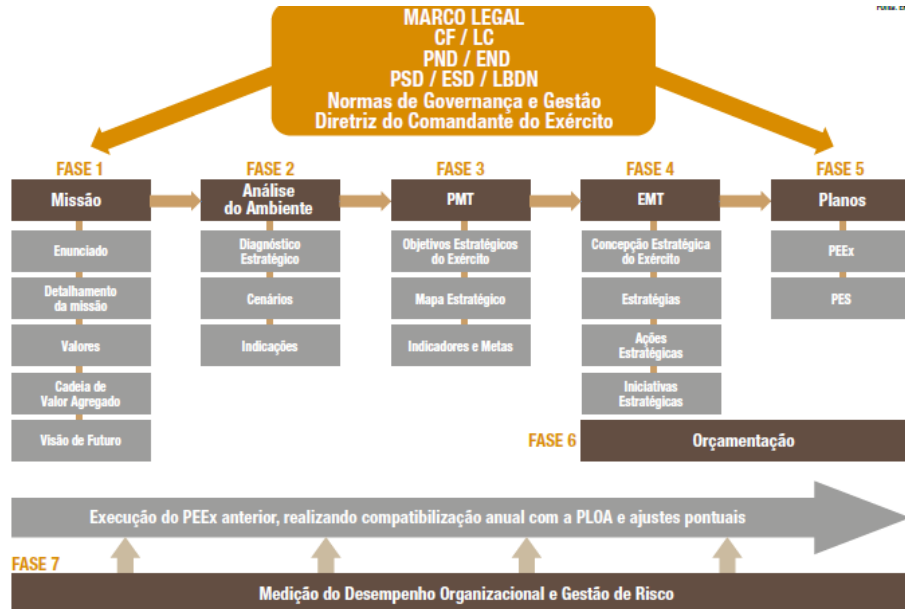 MARCO LEGAL
CF / LC
PND / END
PSD / ESD / LBDN
Normas de Governança e Gestão
Diretriz do Comandante do Exército
FASE 1
Missão
Enunciado
Detalhamento
da missão
Valores
Cadeia de
Valor Agregado
Visão de Futuro
FASE 2
Análise
do Ambiente
Diagnóstico
Estratégico
Cenários
Indicações
FASE 3
PMT
Objetivos Estratégicos
do Exército
Mapa Estratégico
Indicadores e Metas
FASE 4
EMT
Concepção Estratégica
do Exército
Estratégias
Ações
Estratégicas
Iniciativas
Estratégicas
FASE 5
Planos
PEEx
PES
FASE 6
Orçamentação
Execução do PEEx anterior, realizando compatibilização anual com a PLOA e ajustes pontuais
FASE 7
Medição do Desempenho Organizacional e Gestão de Risco